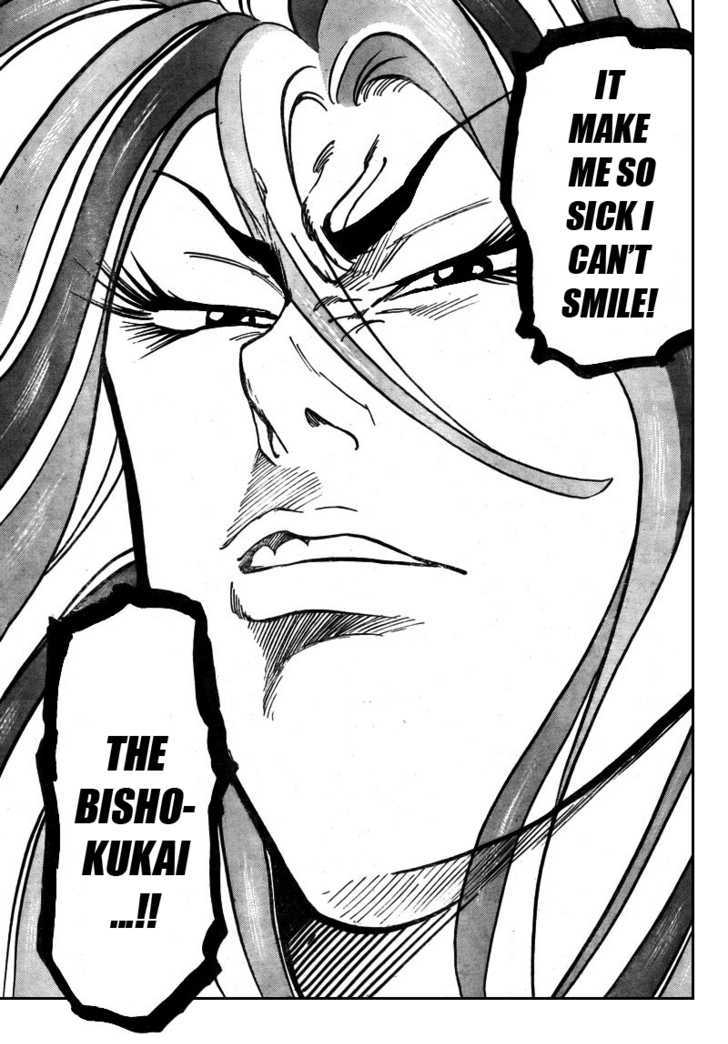 IT
MAKE
ME SO
SICK I
CAN'T
SMILE!
THE
BISHO-
KUKAI
...!!